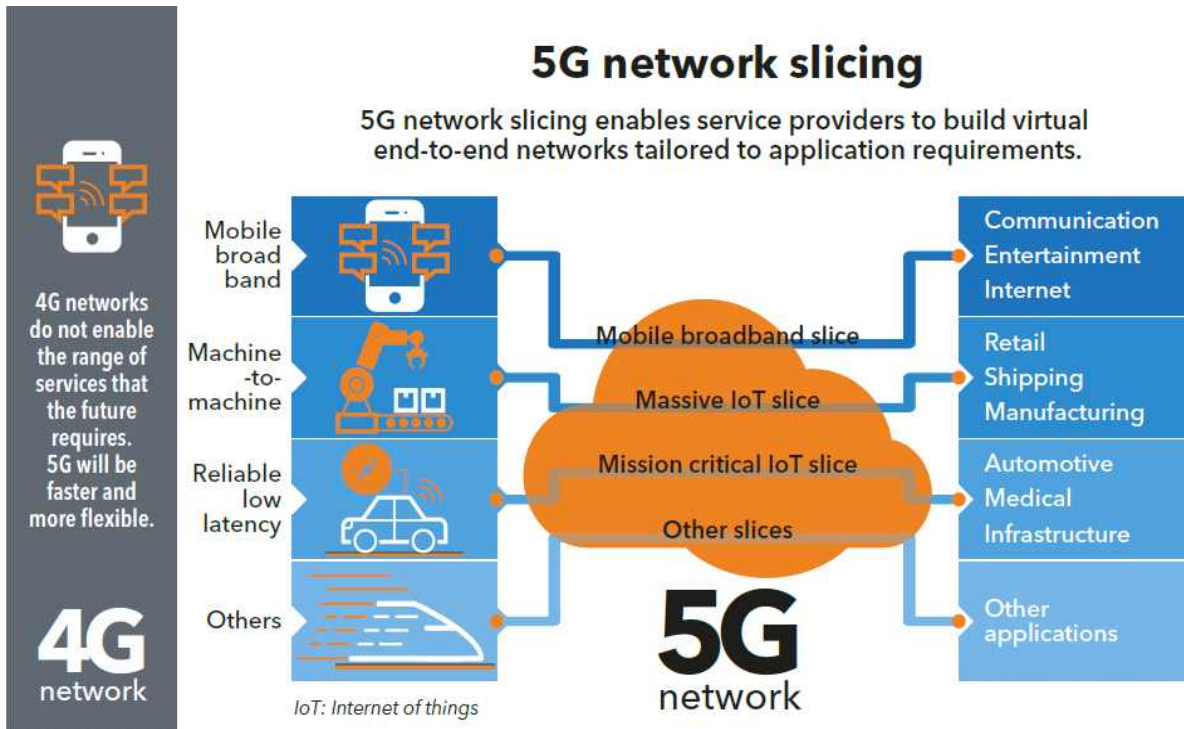 5G network slicing
5G network slicing enables service providers to build virtual
end-to-end networks tailored to application requirements.
4G networks
do not enable
the range of
services that
the future
requires.
5G will be
faster and
more flexible.
4G
network
Mobile
broad
band
Machine
-to-
machine
Reliable
low
latency
Others
Mobile broadband slice
Massive IoT slice
Mission critical IoT slice
Other slices
5G
network
Communication
Entertainment
Internet
Retail
Shipping
Manufacturing
Automotive
Medical
Infrastructure
Other
applications
IoT: Internet of things